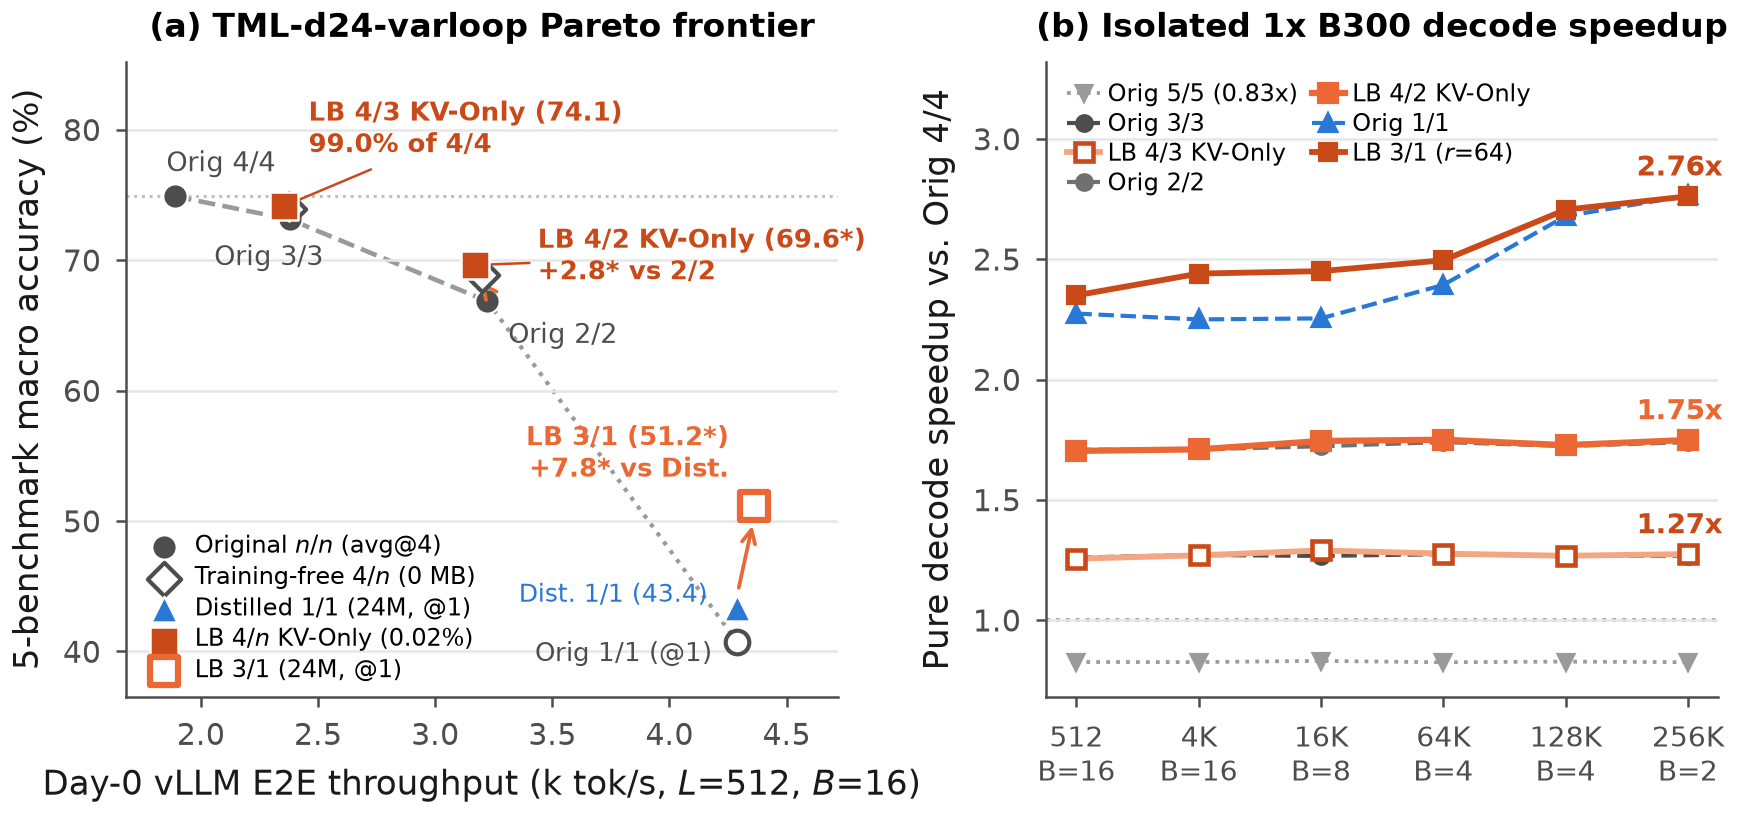 (a) TML-d24-varloop Pareto frontier
5-benchmark macro accuracy (%)
80
70
60
50
40
LB 4/3 KV-Only (74.1)
99.0% of 4/4
Orig 4/4
Orig 3/3
LB 4/2 KV-Only (69.6*)
+2.8* vs 2/2
Orig 2/2
LB 3/1 (51.2*)
+7.8* vs Dist.
Dist. 1/1 (43.4)
Orig 1/1 (@1)
Original n/n (avg@4)
Training-free 4/n (0 MB)
Distilled 1/1 (24M, @1)
LB 4/n KV-Only (0.02%)
LB 3/1 (24M, @1)
2.0 2.5 3.0 3.5 4.0 4.5
Day-0 vLLM E2E throughput (k tok/s, L=512, B=16)
(b) Isolated 1x B300 decode speedup
Pure decode speedup vs. Orig 4/4
3.0
2.5
2.0
1.5
1.0
Orig 5/5 (0.83x)
Orig 3/3
LB 4/3 KV-Only
Orig 2/2
LB 4/2 KV-Only
Orig 1/1
LB 3/1 (r=64)
2.76x
1.75x
1.27x
512 4K 16K 64K 128K 256K
B=16 B=16 B=8 B=4 B=4 B=2